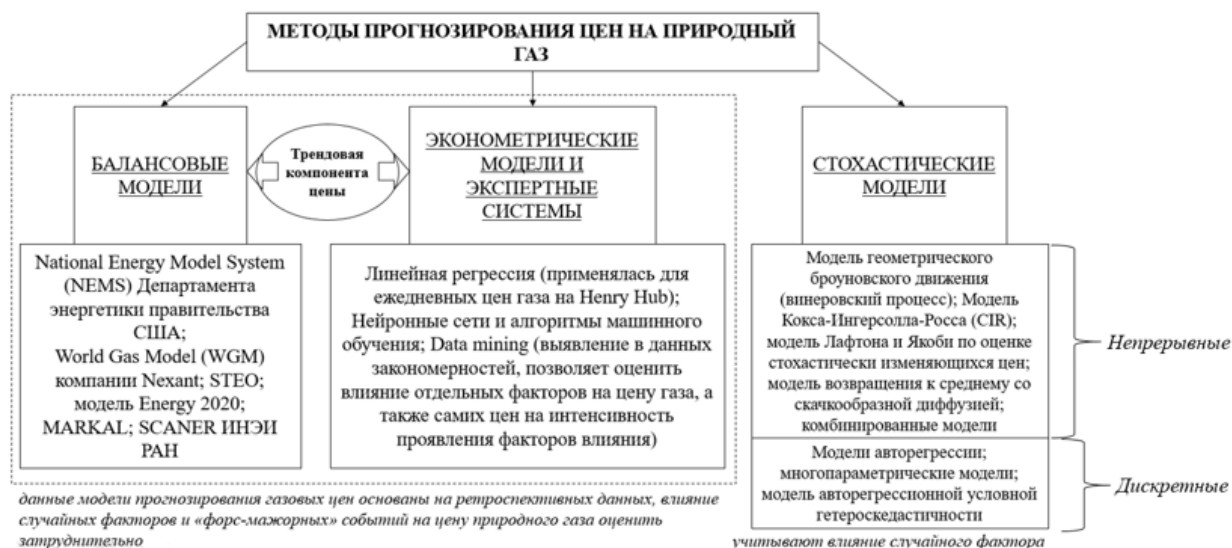 МЕТОДЫ ПРОГНОЗИРОВАНИЯ ЦЕН НА ПРИРОДНЫЙ
ГАЗ
БАЛАНСОВЫЕ
МОДЕЛИ
Трендовая
компонента
цены
ЭКОНОМЕТРИЧЕСКИЕ
МОДЕЛИ И
ЭКСПЕРТНЫЕ
СИСТЕМЫ
СТОХАСТИЧЕСКИЕ
МОДЕЛИ
National Energy Model System
(NEMS) Департамента
энергетики правительства
США;
World Gas Model (WGM)
компании Nexant; STEO;
модель Energy 2020;
MARKAL; SCANER ИНЭИ
РАН
Линейная регрессия (применялась для
ежедневных цен газа на Henry Hub);
Нейронные сети и алгоритмы машинного
обучения; Data mining (выявление в данных
закономерностей, позволяет оценить
влияние отдельных факторов на цену газа, а
также самих цен на интенсивность
проявления факторов влияния)
Модель геометрического
броуновского движения
(винеровский процесс); Модель
Кокса-Ингерсолла-Росса (CIR);
модель Лафтона и Якоби по оценке
стохастически изменяющихся цен;
модель возвращения к среднему со
скачкообразной диффузией;
комбинированные модели
Непрерывные
Модели авторегрессии;
многопараметрические модели;
модель авторегрессионной условной
гетероскедастичности
Дискретные
данные модели прогнозирования газовых цен основаны на ретроспективных данных, влияние
случайных факторов и «форс-мажорных» событий на цену природного газа оценить
затруднительно
учитывают влияние случайного фактора